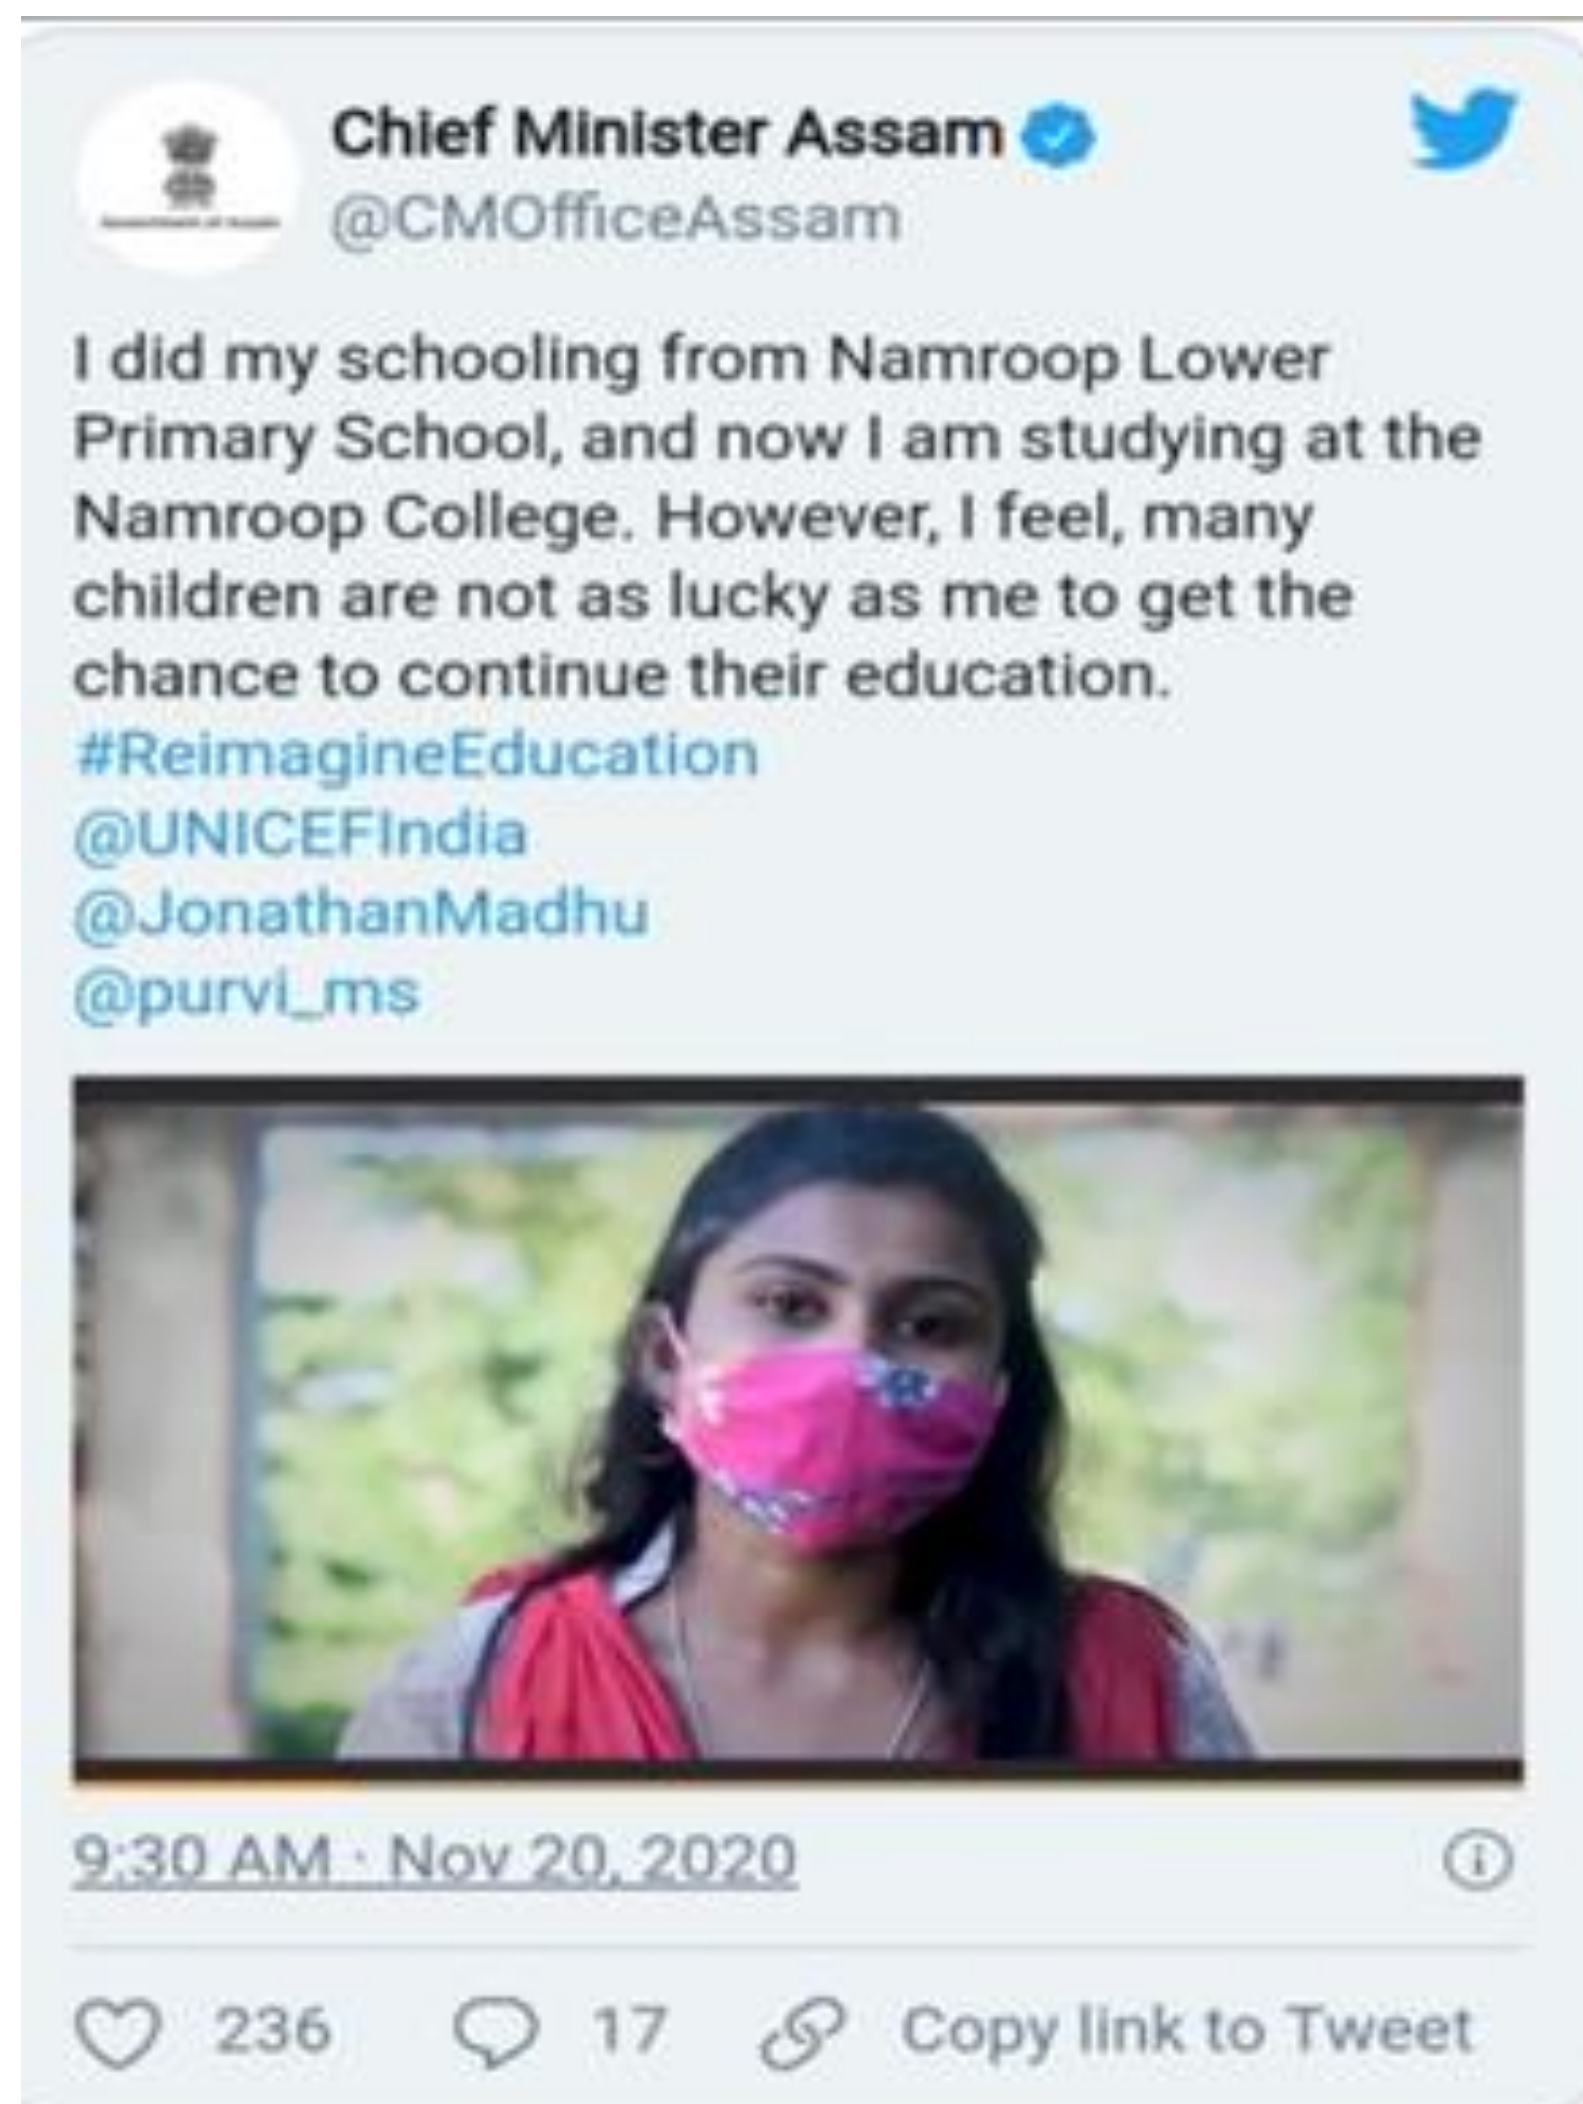 Chief Minister Assam
@CMOfficeAssam
I did my schooling from Namroop Lower
Primary School, and now I am studying at the
Namroop College. However, I feel, many
children are not as lucky as me to get the
chance to continue their education.
#ReimagineEducation
@UNICEFIndia
@JonathanMadhu
@purvi_ms
9:30 AM · Nov 20, 2020
236 17 Copy link to Tweet